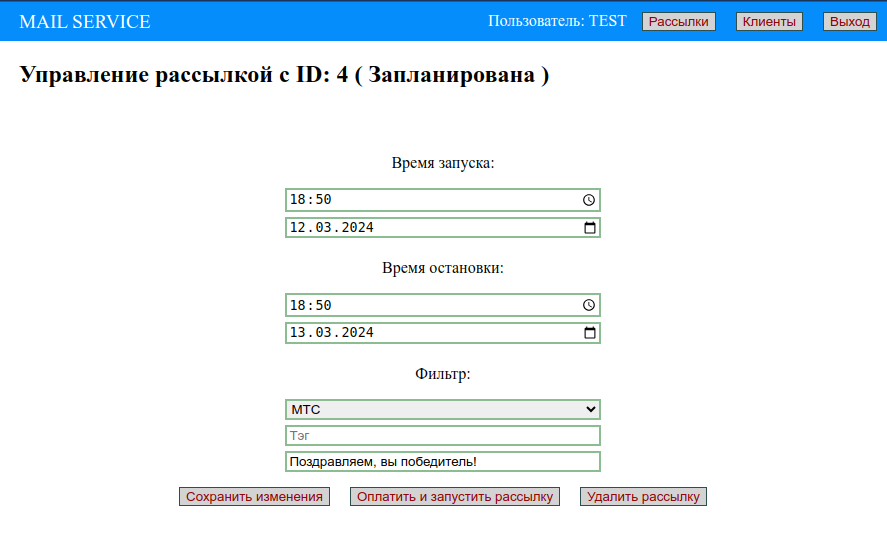 MAIL SERVICE Пользователь: TEST Рассылки Клиенты Выход
Управление рассылкой с ID: 4 ( Запланирована )
Время запуска:
18:50
12.03.2024
Время остановки:
18:50
13.03.2024
Фильтр:
МТС
Тэг
Поздравляем, вы победитель!
Сохранить изменения Оплатить и запустить рассылку Удалить рассылку